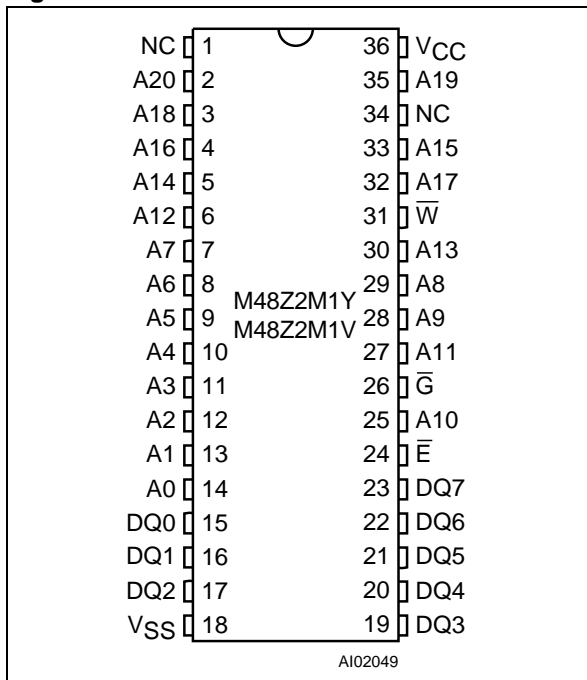 NC 1 36 VCC
A20 2 35 A19
A18 3 34 NC
A16 4 33 A15
A14 5 32 A17
A12 6 31 W̅
A7 7 30 A13
A6 8 29 A8
M48Z2M1Y
A5 9 28 A9
M48Z2M1V
A4 10 27 A11
A3 11 26 G̅
A2 12 25 A10
A1 13 24 E̅
A0 14 23 DQ7
DQ0 15 22 DQ6
DQ1 16 21 DQ5
DQ2 17 20 DQ4
VSS 18 19 DQ3
AI02049